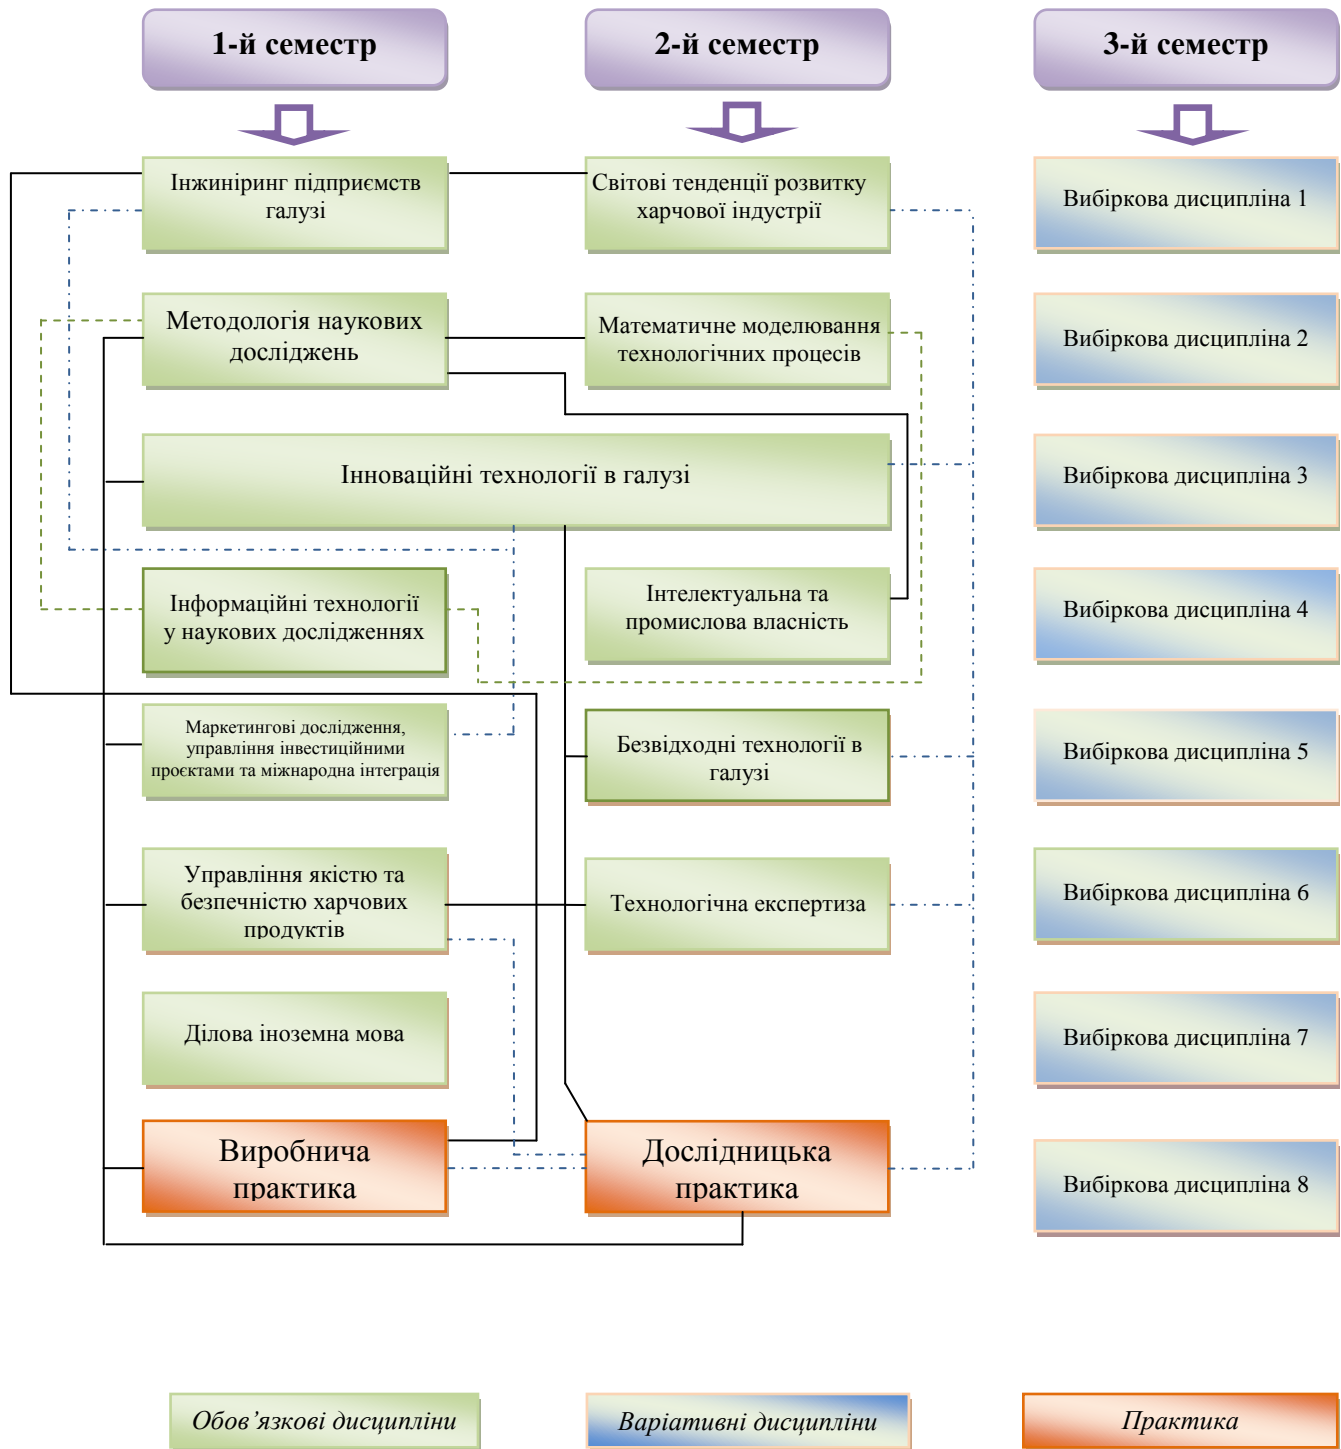 1-й семестр
2-й семестр
3-й семестр
Інжиніринг підприємств
галузі
Світові тенденції розвитку
харчової індустрії
Вибіркова дисципліна 1
Методологія наукових
досліджень
Математичне моделювання
технологічних процесів
Вибіркова дисципліна 2
Інноваційні технології в галузі
Вибіркова дисципліна 3
Інформаційні технології
у наукових дослідженнях
Інтелектуальна та
промислова власність
Вибіркова дисципліна 4
Маркетингові дослідження,
управління інвестиційними
проєктами та міжнародна інтеграція
Безвідходні технології в
галузі
Вибіркова дисципліна 5
Управління якістю та
безпечністю харчових
продуктів
Технологічна експертиза
Вибіркова дисципліна 6
Ділова іноземна мова
Вибіркова дисципліна 7
Виробнича
практика
Дослідницька
практика
Вибіркова дисципліна 8
Обов’язкові дисципліни
Варіативні дисципліни
Практика